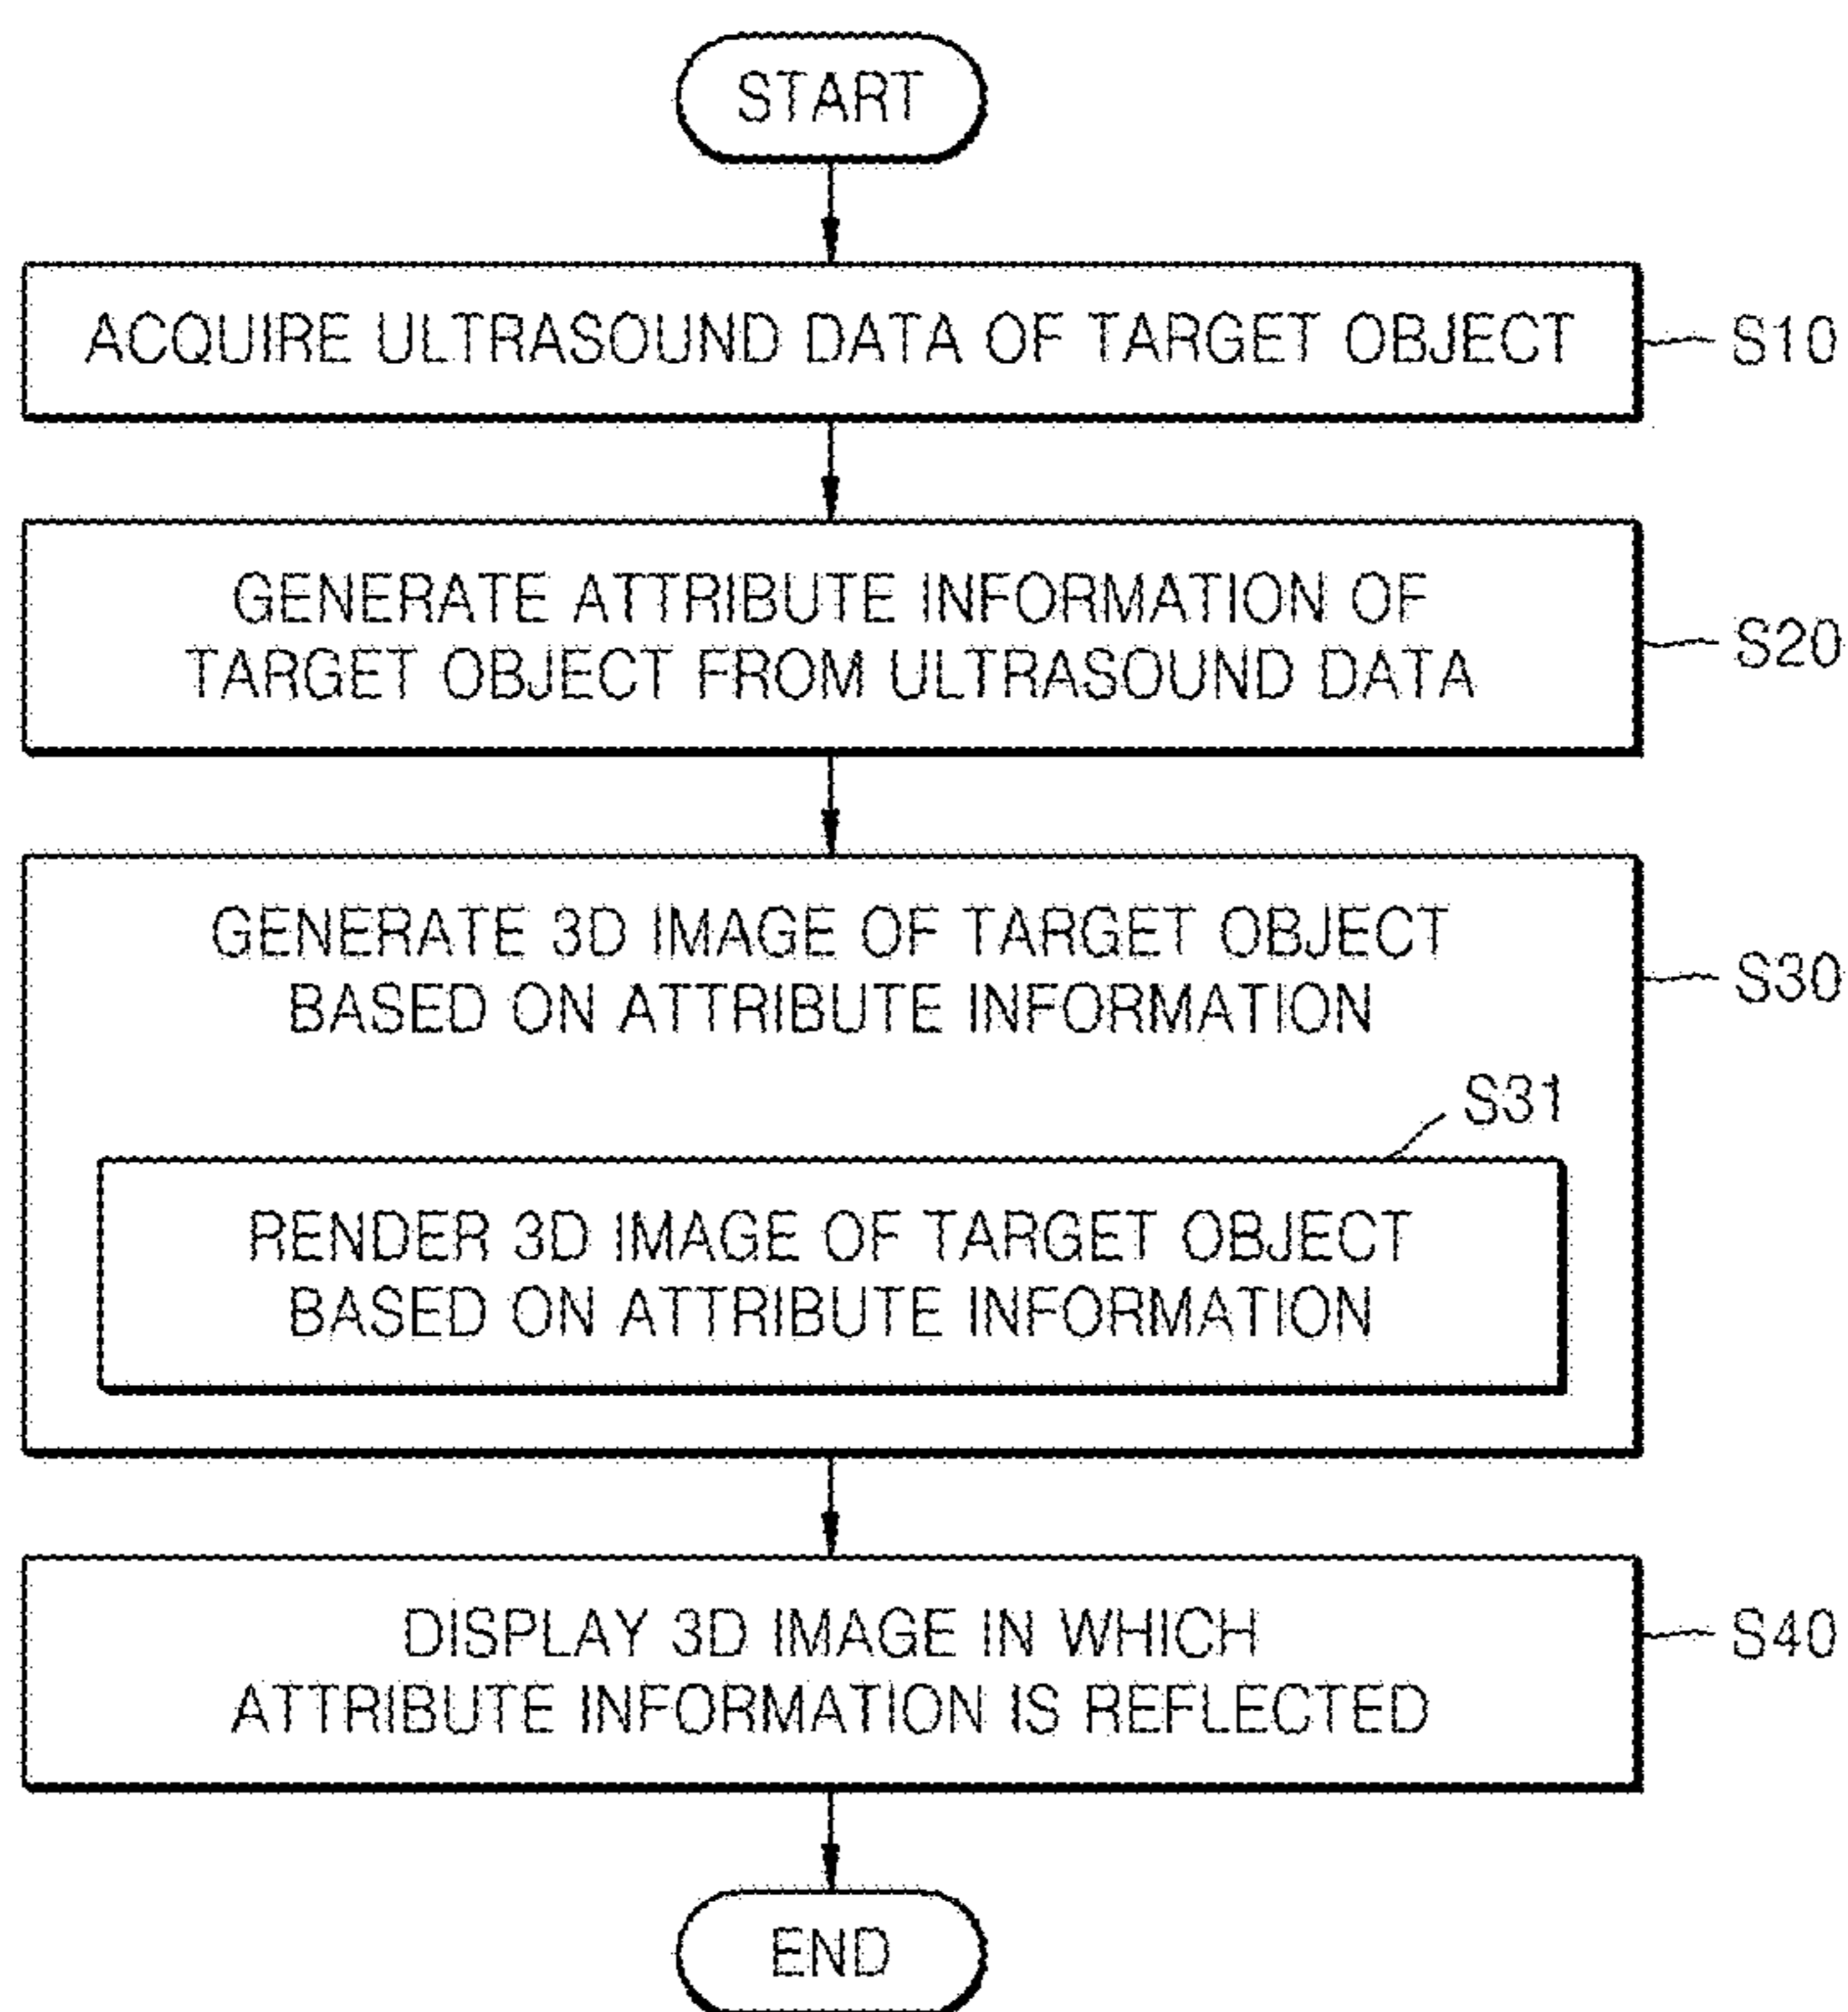 START
ACQUIRE ULTRASOUND DATA OF TARGET OBJECT
S10
GENERATE ATTRIBUTE INFORMATION OF
TARGET OBJECT FROM ULTRASOUND DATA
S20
GENERATE 3D IMAGE OF TARGET OBJECT
BASED ON ATTRIBUTE INFORMATION
S30
S31
RENDER 3D IMAGE OF TARGET OBJECT
BASED ON ATTRIBUTE INFORMATION
DISPLAY 3D IMAGE IN WHICH
ATTRIBUTE INFORMATION IS REFLECTED
S40
END